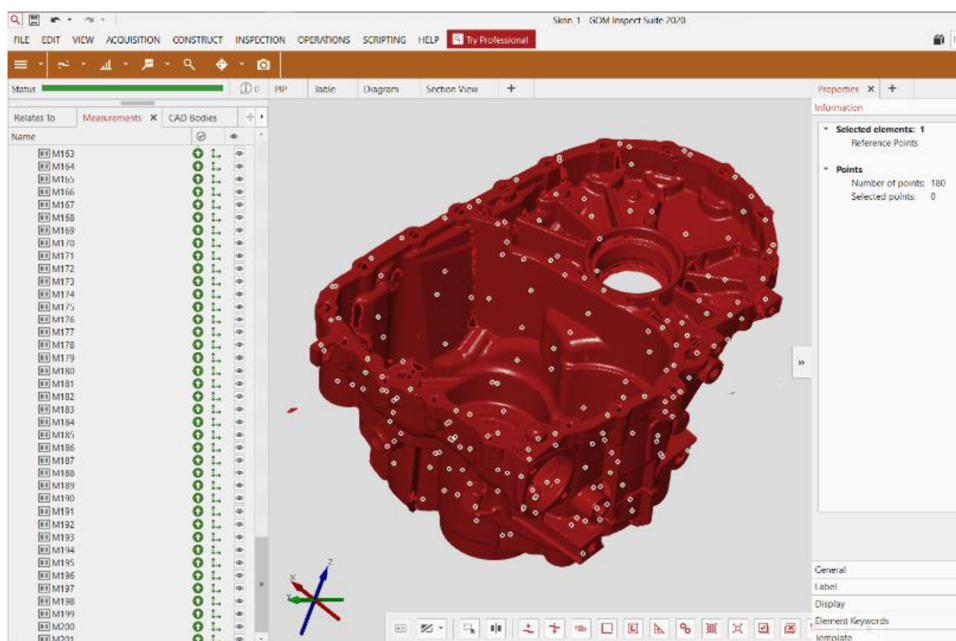 Skrin_1 - GOM Inspect Suite 2020
FILE EDIT VIEW ACQUISITION CONSTRUCT INSPECTION OPERATIONS SCRIPTING HELP Try Professional
Status 0 PIP Table Diagram Section View + Properties X +
Relates To Measurements X CAD Bodies Information
Name
Selected elements: 1
Reference Points
Points
Number of points: 180
Selected points: 0
M163
M164
M165
M166
M167
M168
M169
M170
M171
M172
M173
M174
M175
M176
M177
M178
M179
M180
M181
M182
M183
M184
M185
M186
M187
M188
M189
M190
M191
M192
M193
M194
M195
M196
M197
M198
M199
M200
M201
X
Y
Z
General
Label
Display
Element Keywords
Template